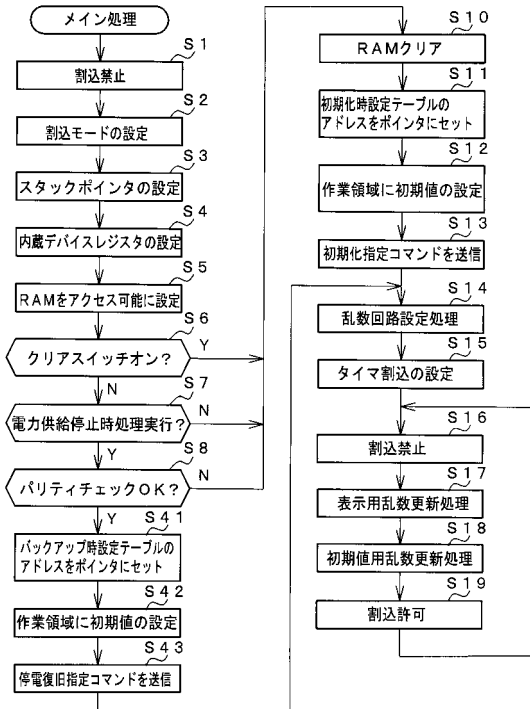 メイン処理
S1
割込禁止
S2
割込モードの設定
S3
スタックポインタの設定
S4
内蔵デバイスレジスタの設定
S5
RAMをアクセス可能に設定
S6
クリアスイッチオン?
Y
N
S7
電力供給停止時処理実行?
N
Y
S8
パリティチェックOK?
N
Y
S41
バックアップ時設定テーブルの
アドレスをポインタにセット
S42
作業領域に初期値の設定
S43
停電復旧指定コマンドを送信
S10
RAMクリア
S11
初期化時設定テーブルの
アドレスをポインタにセット
S12
作業領域に初期値の設定
S13
初期化指定コマンドを送信
S14
乱数回路設定処理
S15
タイマ割込の設定
S16
割込禁止
S17
表示用乱数更新処理
S18
初期値用乱数更新処理
S19
割込許可